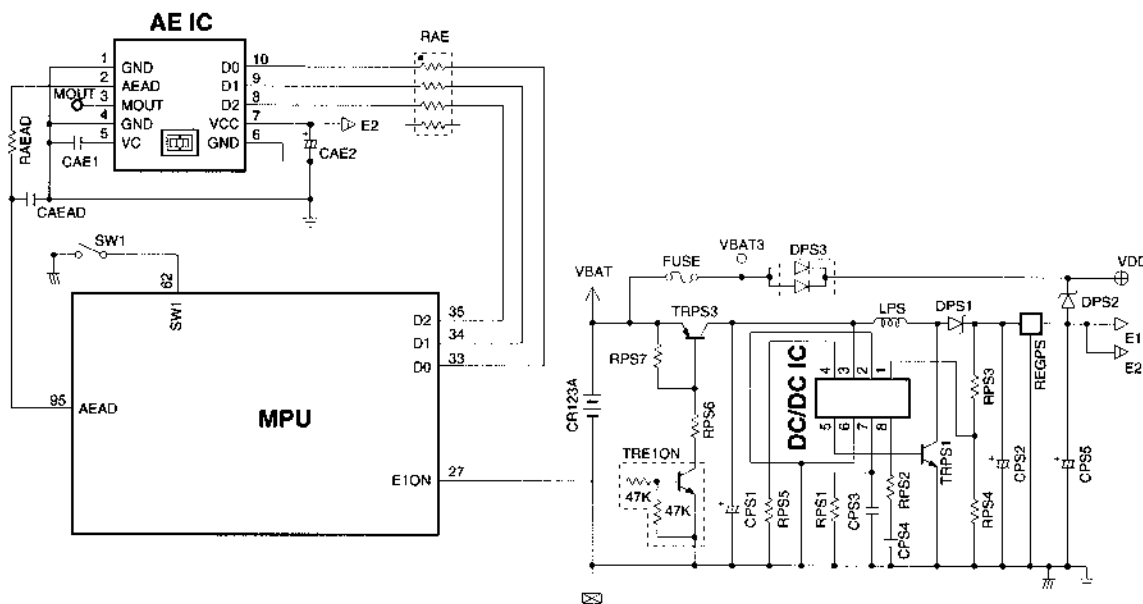 AE IC
1 GND
2 AEAD
3 MOUT
4 GND
5 VC
D0 10
D1 9
D2 8
VCC 7
GND 6
MOUT
RAE
RAEAD
CAE1
CAE2
E2
CAEAD
SW1
62
SW1
D2 35
D1 34
D0 33
95 AEAD
MPU
E1ON 27
VBAT
FUSE
VBAT3
DPS3
VDD
DPS2
TRPS3
LPS
DPS1
E1
E2
REGPS
RPS7
RPS6
CR123A
DC/DC IC
4 3 2 1
5 6 7 8
RPS3
TRPS1
TRE1ON
47K
47K
CPS1
RPS5
RPS1
CPS3
RPS2
CPS4
RPS4
CPS2
CPS5